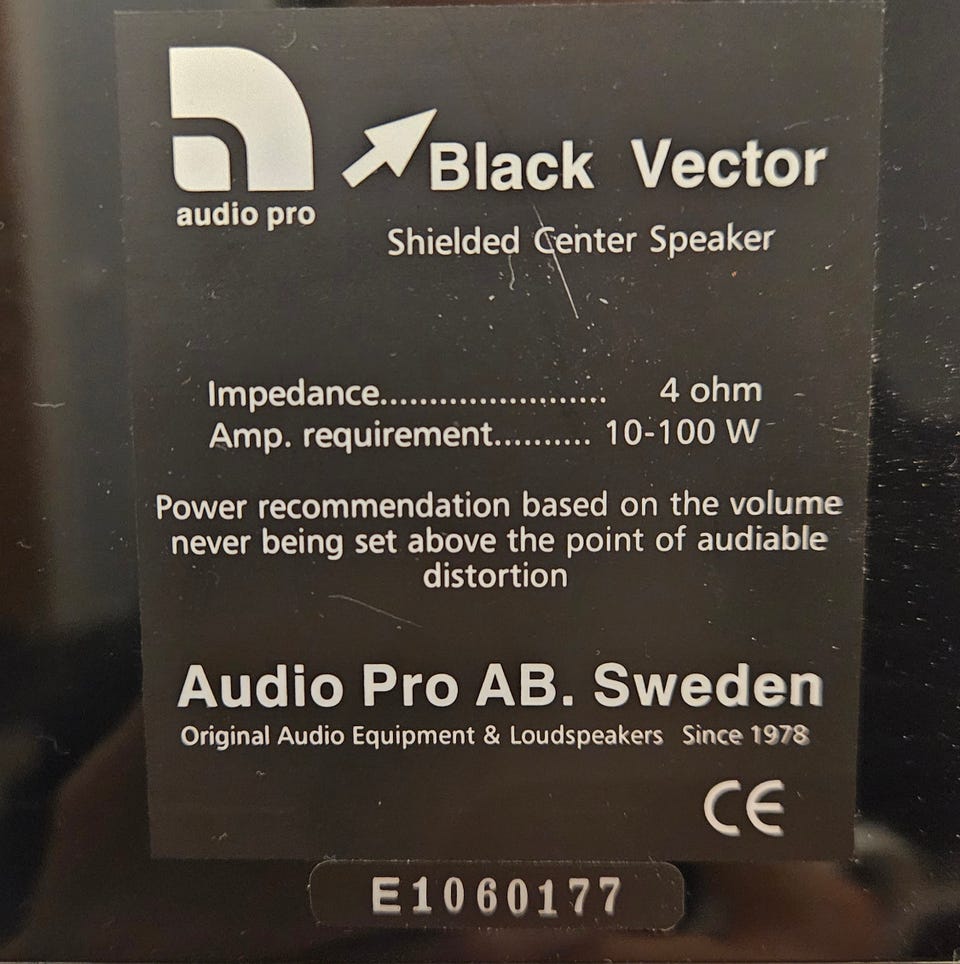 audio pro
Black Vector
Shielded Center Speaker
Impedance...................... 4 ohm
Amp. requirement.......... 10-100 W
Power recommendation based on the volume
never being set above the point of audiable
distortion
Audio Pro AB. Sweden
Original Audio Equipment & Loudspeakers Since 1978
CE
E1060177